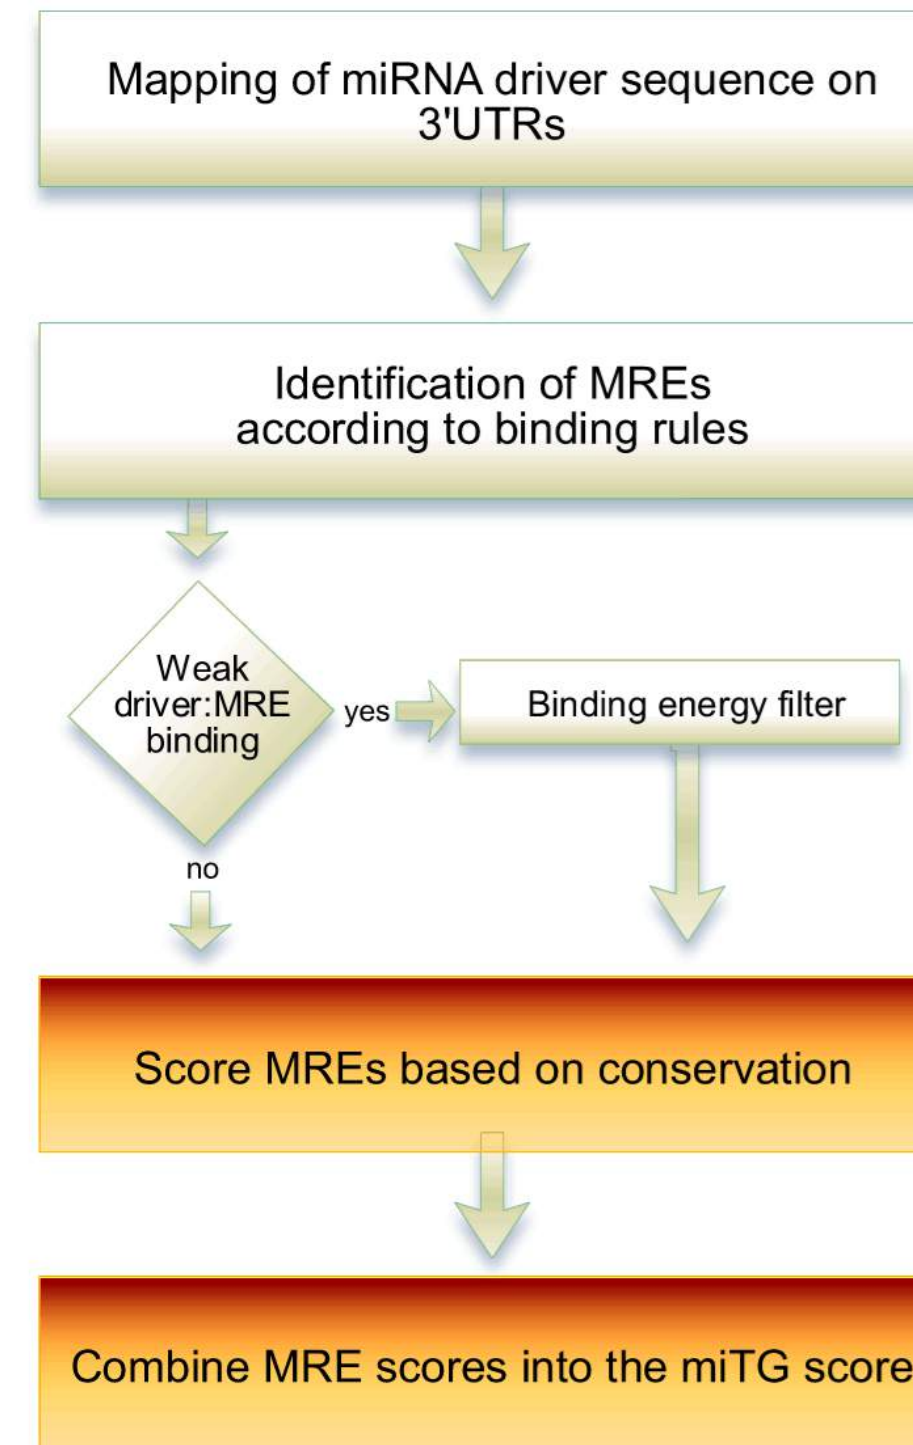 Mapping of miRNA driver sequence on
3'UTRs
Identification of MREs
according to binding rules
Weak
driver:MRE
binding
yes
Binding energy filter
no
Score MREs based on conservation
Combine MRE scores into the miTG score